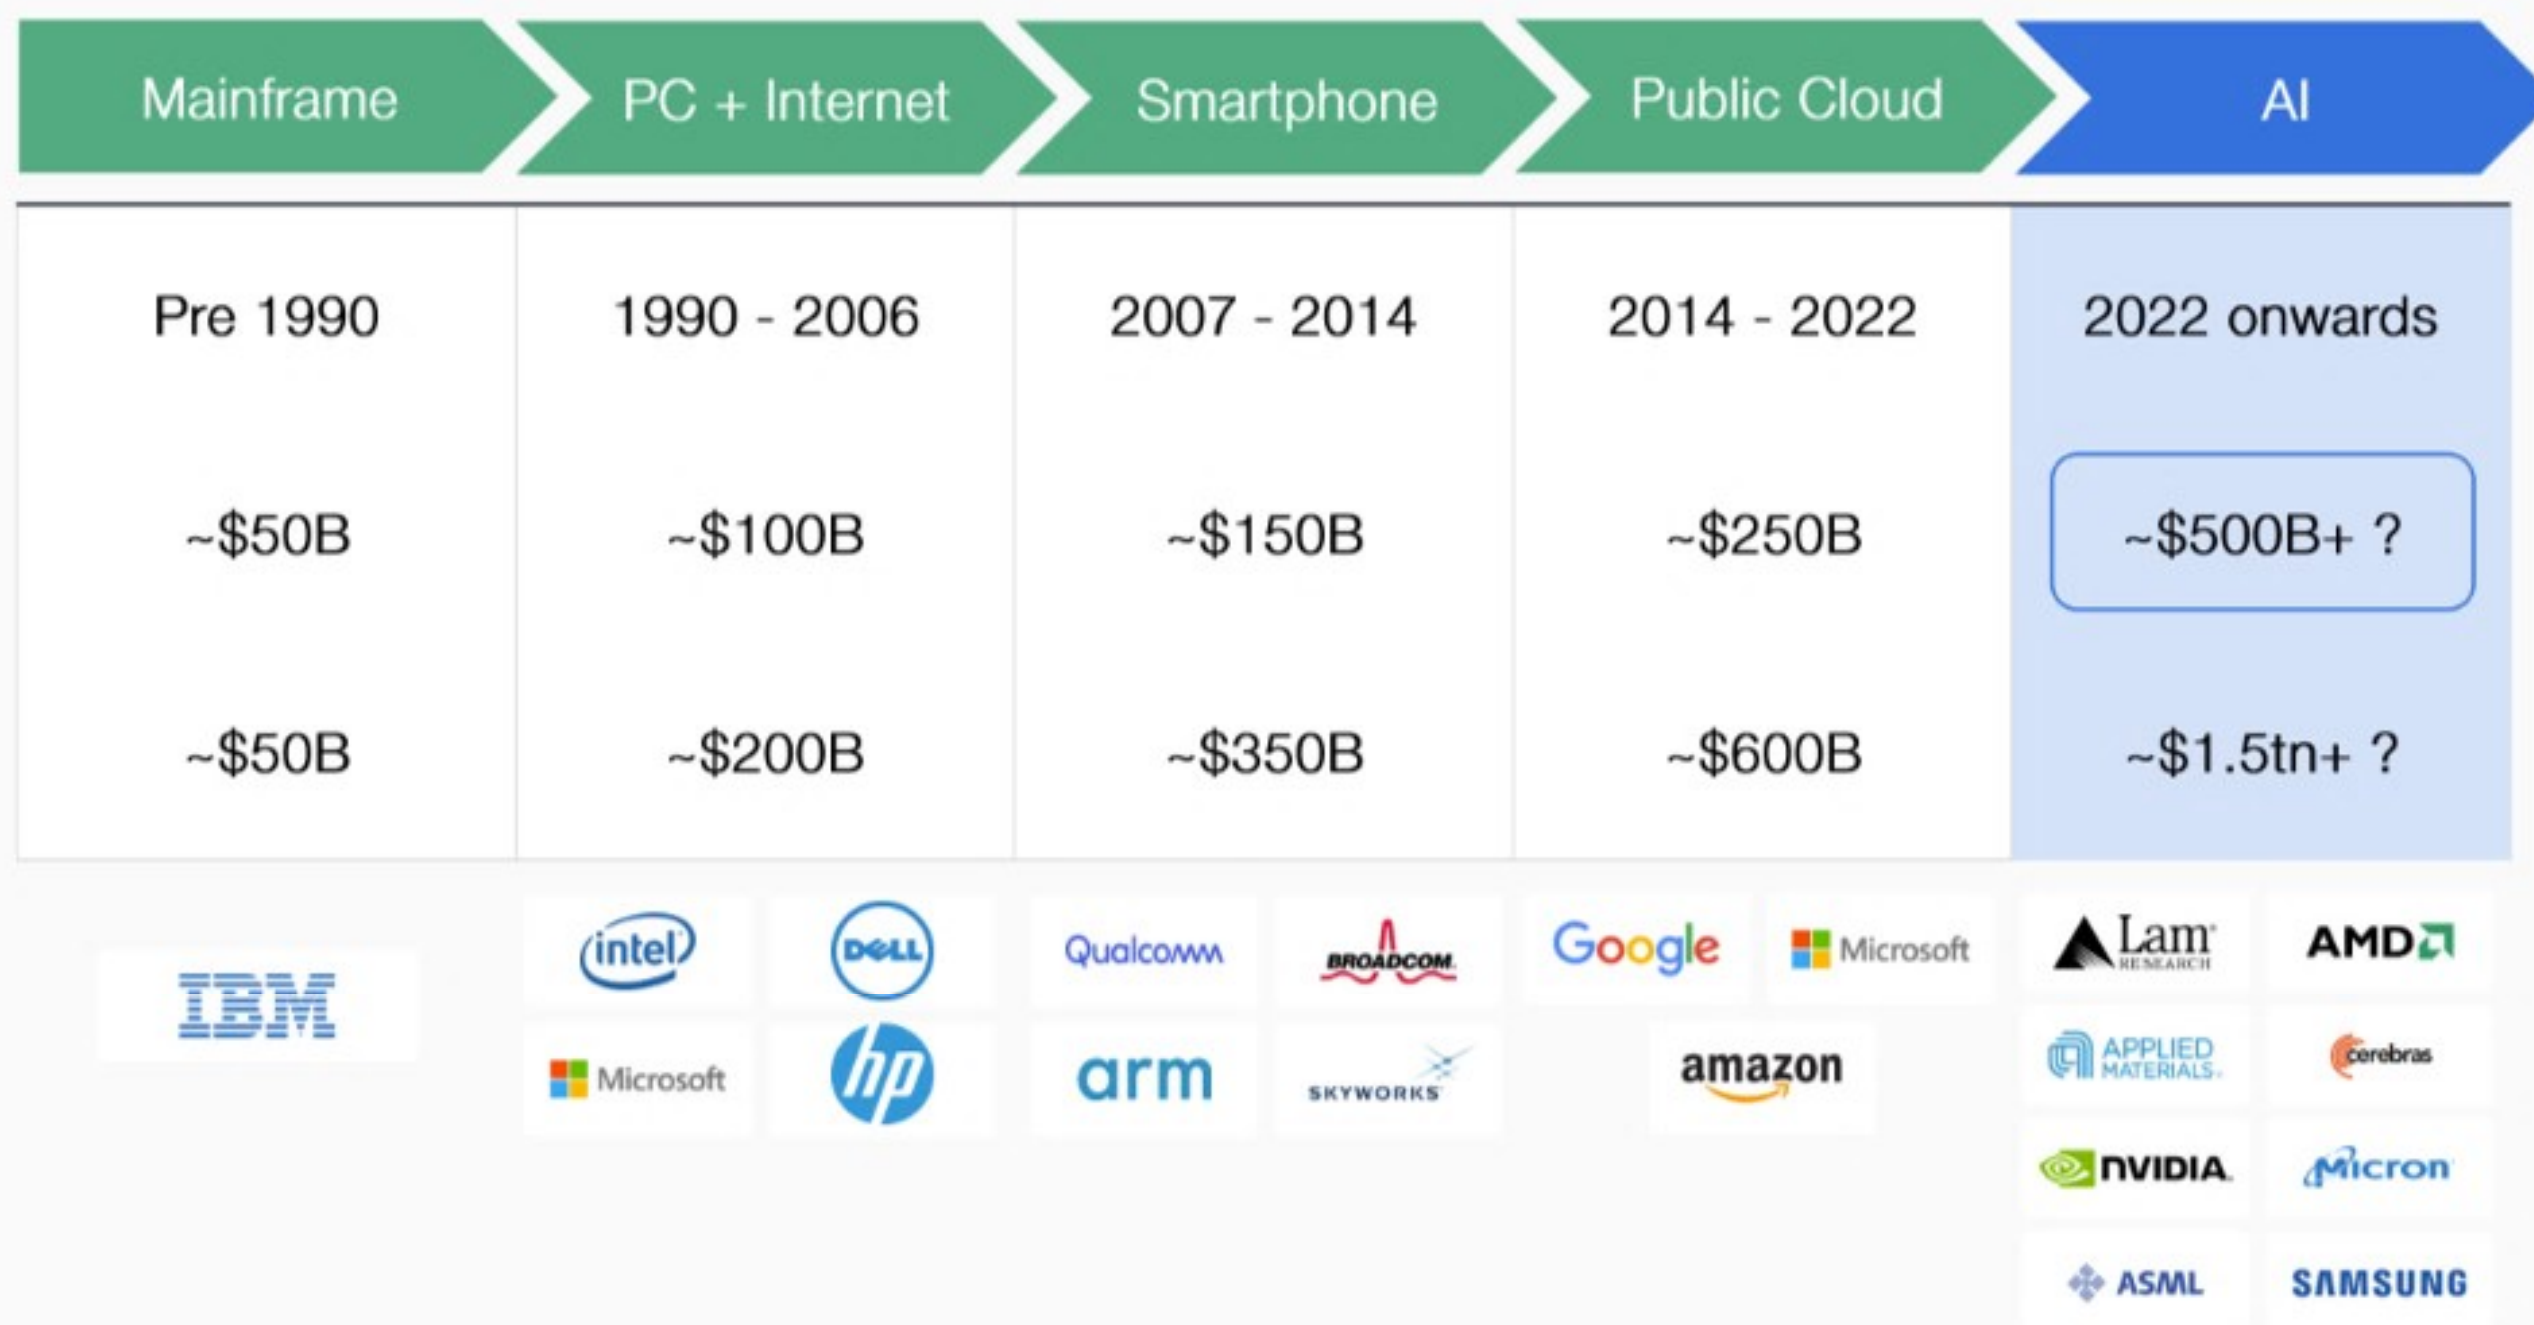 Mainframe PC + Internet Smartphone Public Cloud AI
Pre 1990 1990 - 2006 2007 - 2014 2014 - 2022 2022 onwards
~$50B ~$100B ~$150B ~$250B ~$500B+ ?
~$50B ~$200B ~$350B ~$600B ~$1.5tn+ ?
IBM
intel DELL
Microsoft hp
Qualcomm BROADCOM
arm SKYWORKS
Google Microsoft
amazon
Lam RESEARCH AMD
APPLIED MATERIALS cerebras
NVIDIA Micron
ASML SAMSUNG